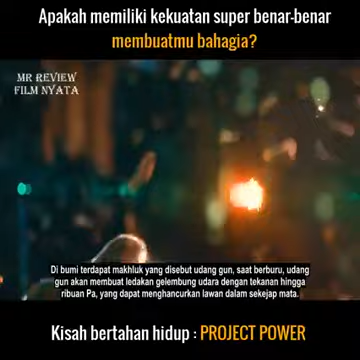 Apakah memiliki kekuatan super benar-benar
membuatmu bahagia?
MR REVIEW
FILM NYATA
Di bumi terdapat makhluk yang disebut udang gun, saat berburu, udang
gun akan membuat ledakan gelembung udara dengan tekanan hingga
ribuan Pa, yang dapat menghancurkan lawan dalam sekejap mata.
Kisah bertahan hidup : PROJECT POWER